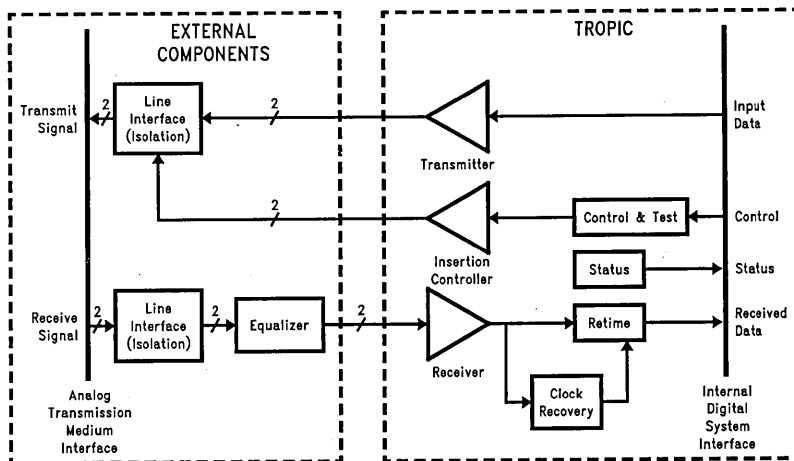 EXTERNAL
COMPONENTS
TROPIC
Transmit
Signal
2
Line
Interface
(Isolation)
2
Transmitter
Input
Data
2
Insertion
Controller
Control & Test
Control
Status
Status
Receive
Signal
2
Line
Interface
(Isolation)
2
Equalizer
2
Receiver
Retime
Received
Data
Clock
Recovery
Analog
Transmission
Medium
Interface
Internal
Digital
System
Interface